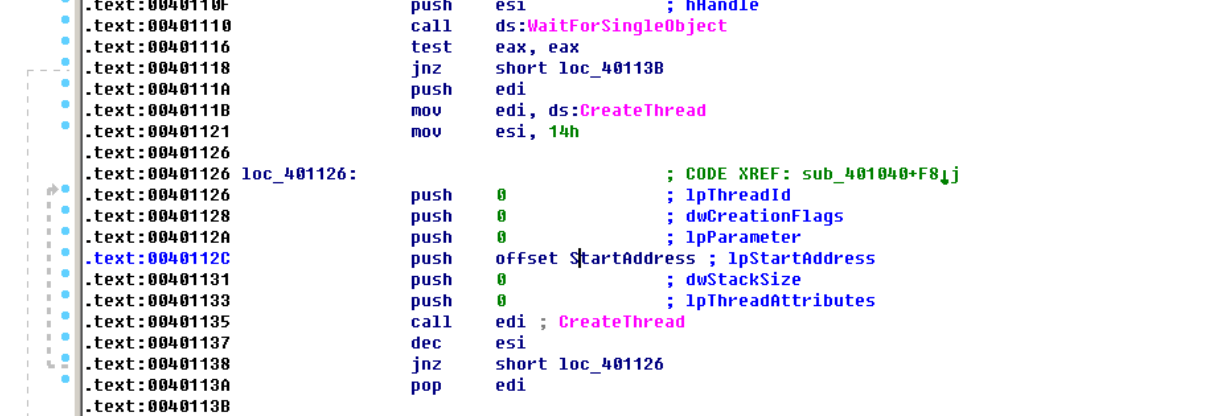 .text:0040110F push esi ; hHandle
.text:00401110 call ds:WaitForSingleObject
.text:00401116 test eax, eax
.text:00401118 jnz short loc_40113B
.text:0040111A push edi
.text:0040111B mov edi, ds:CreateThread
.text:00401121 mov esi, 14h
.text:00401126
.text:00401126 loc_401126: ; CODE XREF: sub_401040+F8↓j
.text:00401126 push 0 ; lpThreadId
.text:00401128 push 0 ; dwCreationFlags
.text:0040112A push 0 ; lpParameter
.text:0040112C push offset StartAddress ; lpStartAddress
.text:00401131 push 0 ; dwStackSize
.text:00401133 push 0 ; lpThreadAttributes
.text:00401135 call edi ; CreateThread
.text:00401137 dec esi
.text:00401138 jnz short loc_401126
.text:0040113A pop edi
.text:0040113B